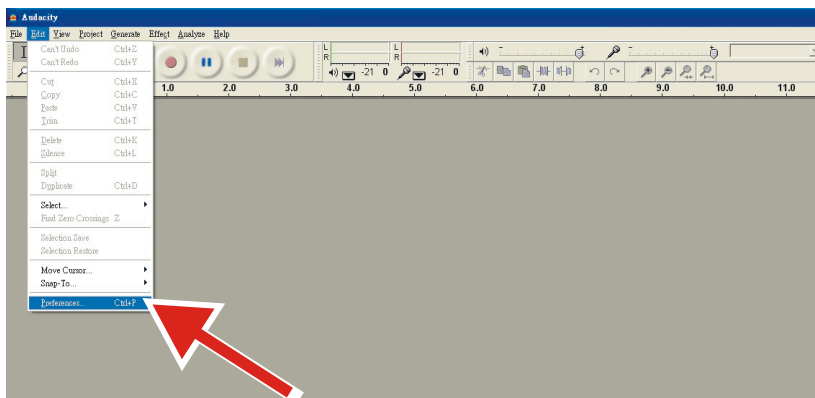 Audacity
File Edit View Project Generate Effect Analyze Help
Can't Undo Ctrl+Z
Can't Redo Ctrl+Y
Cut Ctrl+X
Copy Ctrl+C
Paste Ctrl+V
Trim Ctrl+T
Delete Ctrl+K
Silence Ctrl+L
Split
Duplicate Ctrl+D
Select...
Find Zero Crossings Z
Selection Save
Selection Restore
Move Cursor...
Snap-To...
Preferences... Ctrl+P
L
R
L
R
-21 0
-21 0
1.0 2.0 3.0 4.0 5.0 6.0 7.0 8.0 9.0 10.0 11.0